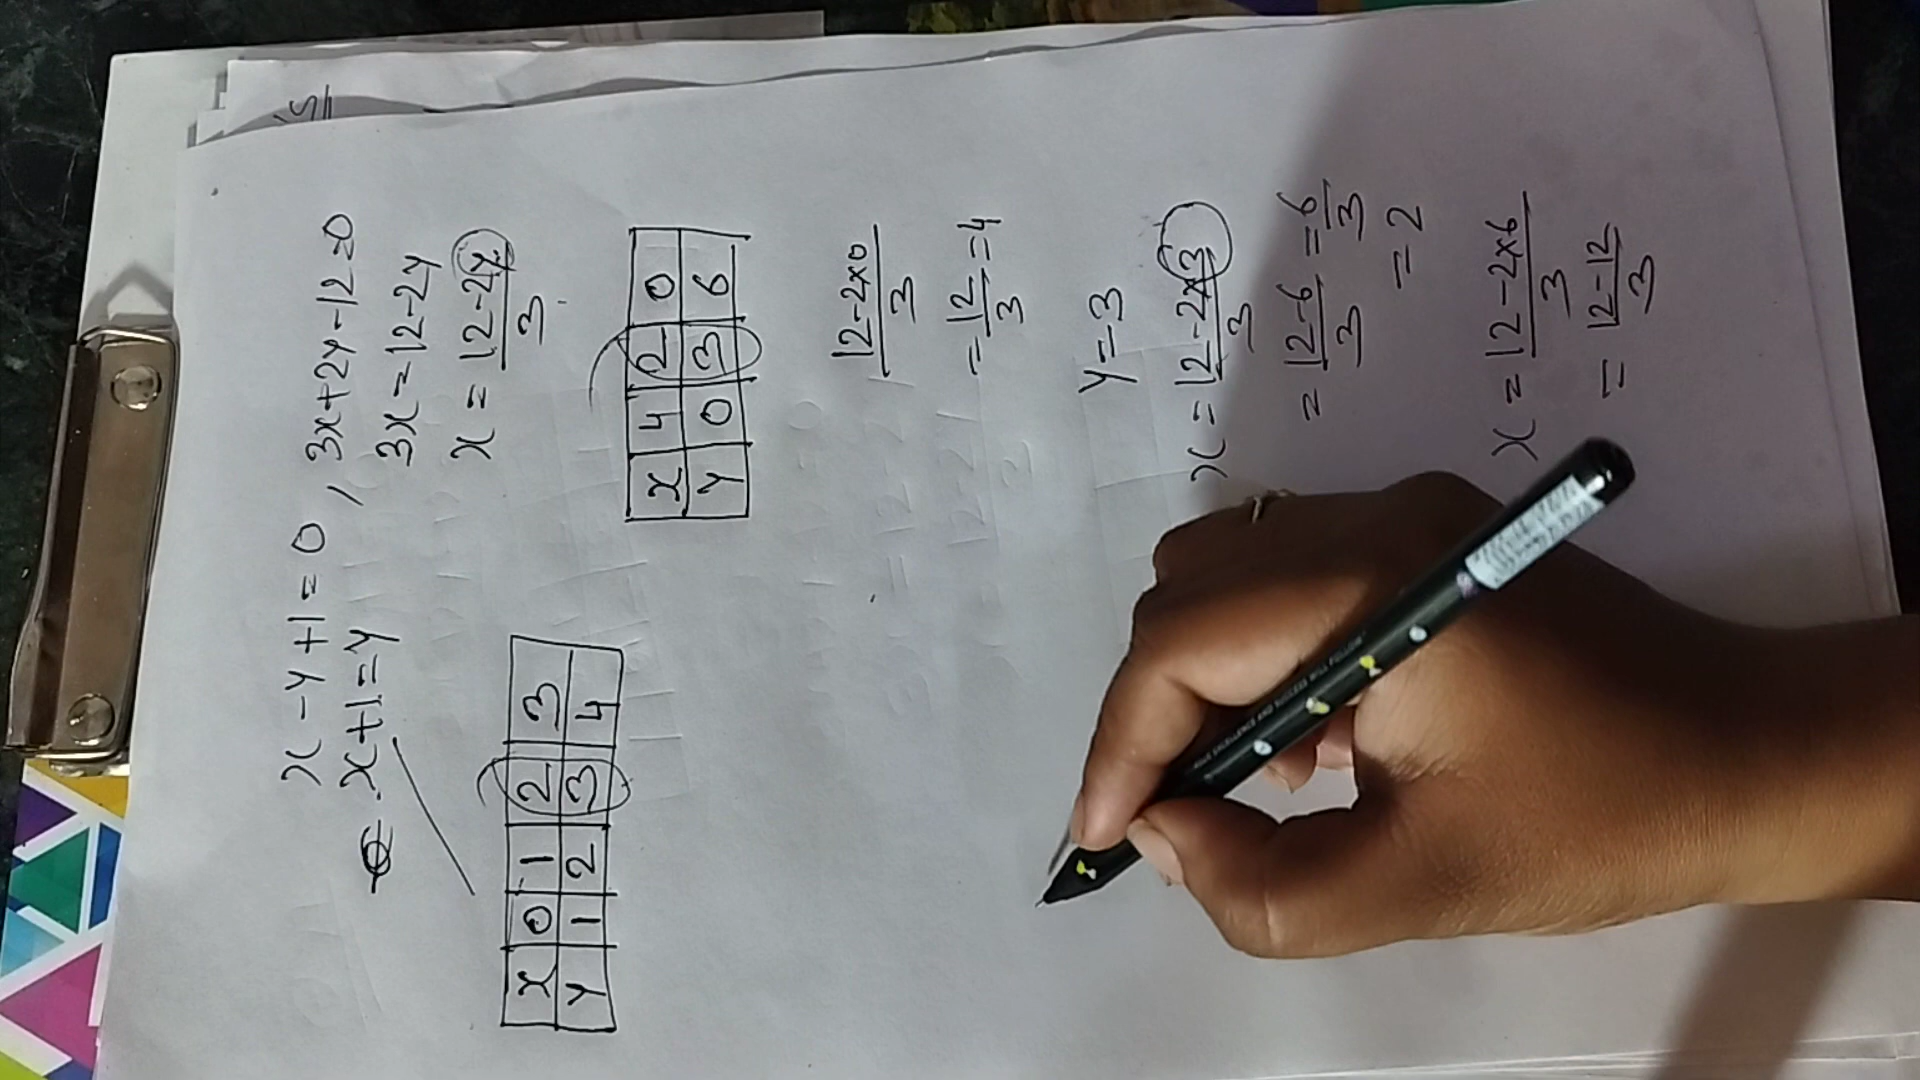 x - y + 1 = 0 , 3x + 2y - 12 = 0
x + 1 = y
3x = 12 - 2y
x = 12 - 2y / 3
x 0 1 2 3
y 1 2 3 4
x 4 2 0
y 0 3 6
12 - 2×0 / 3
= 12 / 3 = 4
y = 3
x = 12 - 2×3 / 3
= 12 - 6 / 3 = 6 / 3
= 2
x = 12 - 2×6 / 3
= 12 - 12 / 3